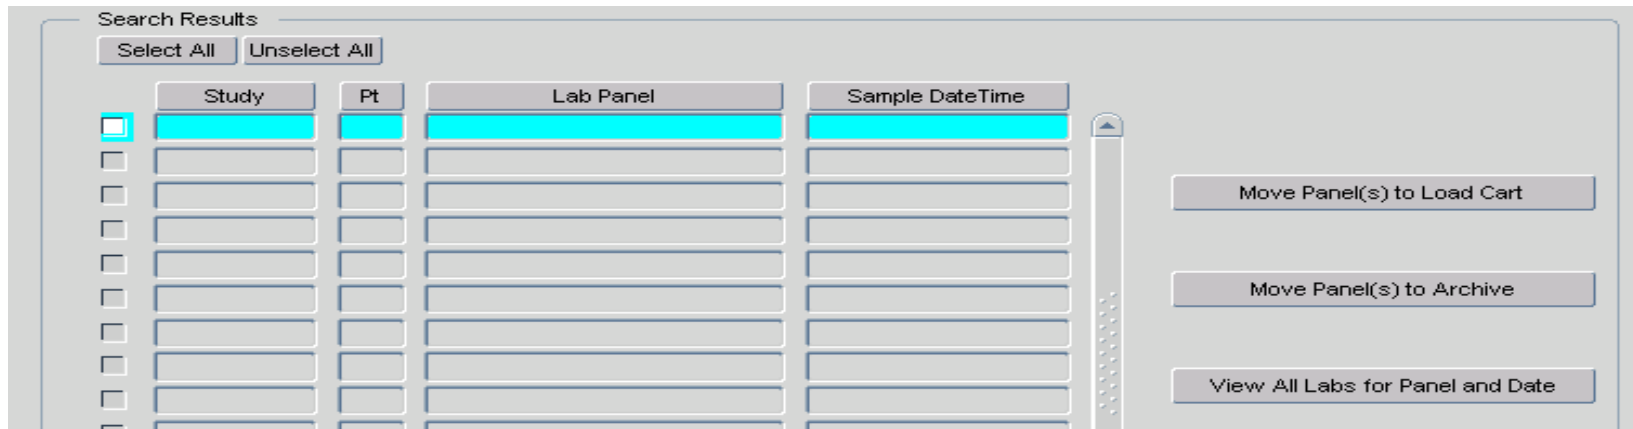 Search Results
Select All Unselect All
Study Pt Lab Panel Sample DateTime
Move Panel(s) to Load Cart
Move Panel(s) to Archive
View All Labs for Panel and Date